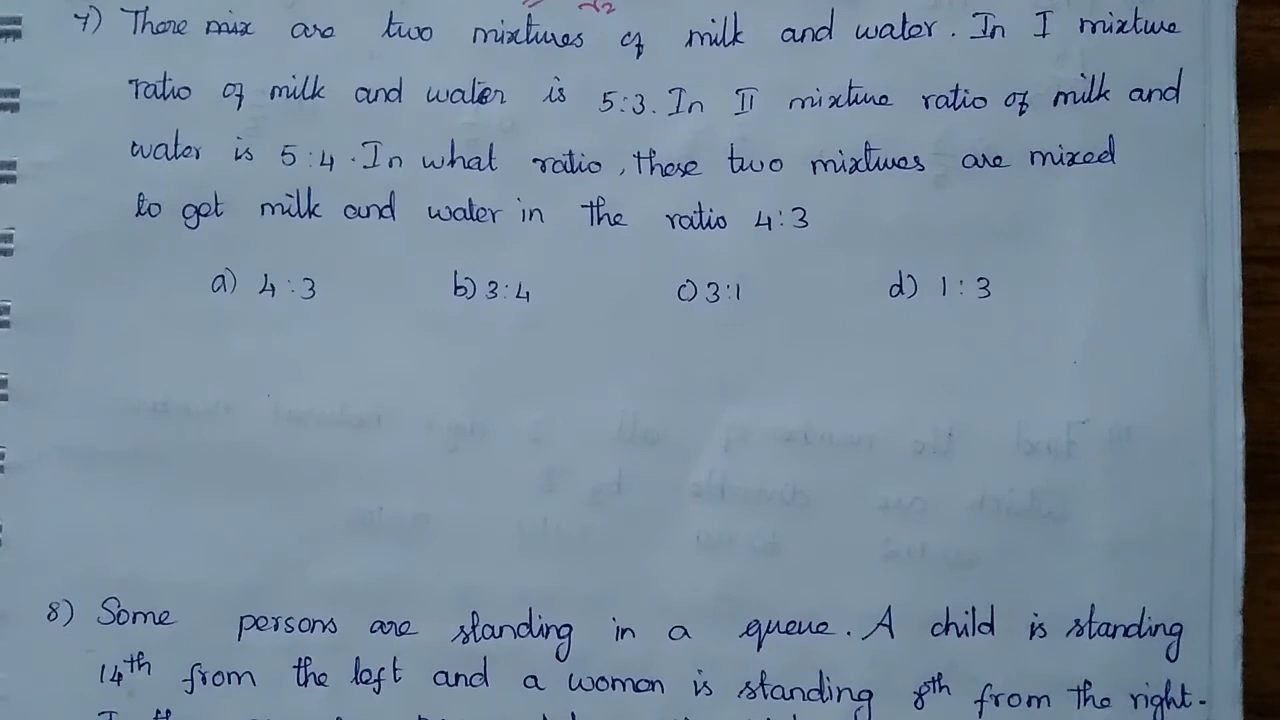 7) There mix are two mixtures of milk and water. In I mixture
ratio of milk and water is 5:3. In II mixture ratio of milk and
water is 5:4. In what ratio, these two mixtures are mixed
to get milk and water in the ratio 4:3
a) 4:3 b) 3:4 c) 3:1 d) 1:3
8) Some persons are standing in a queue. A child is standing
14th from the left and a woman is standing 8th from the right.